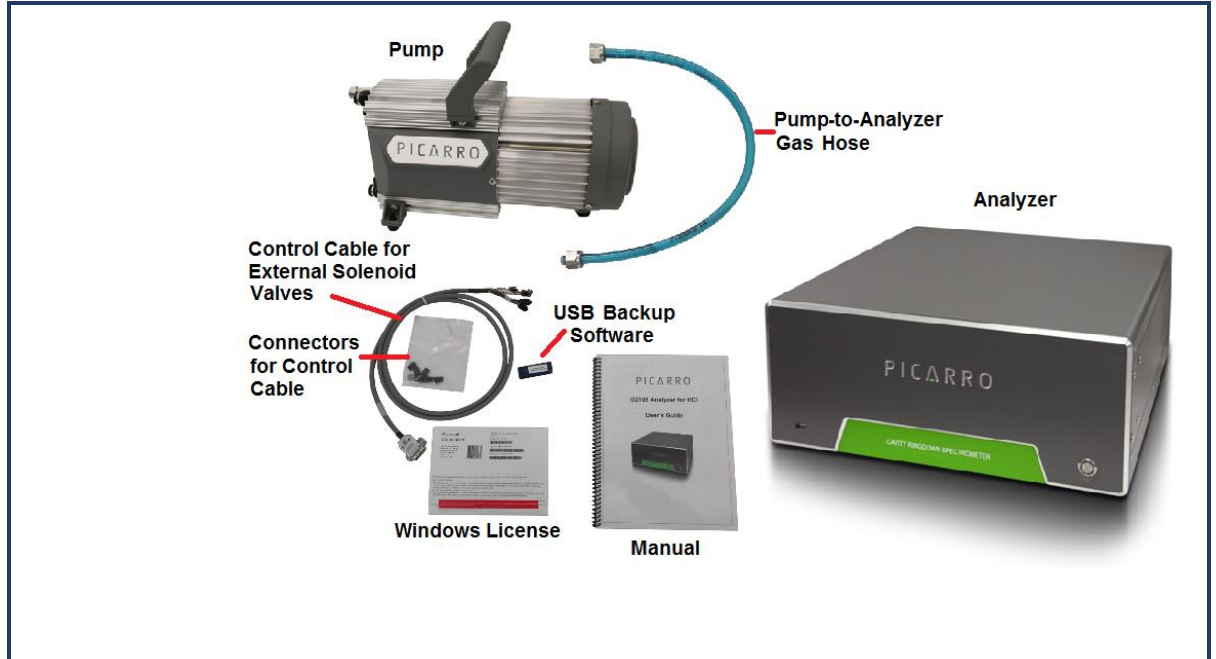 Pump
PICARRO
Pump-to-Analyzer
Gas Hose
Analyzer
Control Cable for
External Solenoid
Valves
USB Backup
Software
Connectors
for Control
Cable
PICARRO
PICARRO
G2108 Analyzer for HCl
User's Guide
CAVITY RINGDOWN SPECTROMETER
Windows License
Manual